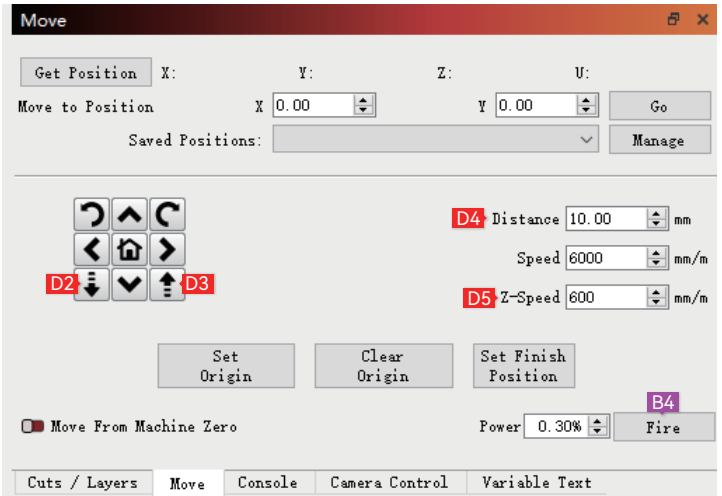 Move
Get Position X: Y: Z: U:
Move to Position X 0.00 Y 0.00 Go
Saved Positions: Manage
D4 Distance 10.00 mm
Speed 6000 mm/m
D2 D3
D5 Z-Speed 600 mm/m
Set Origin Clear Origin Set Finish Position
B4
Move From Machine Zero Power 0.30% Fire
Cuts / Layers Move Console Camera Control Variable Text